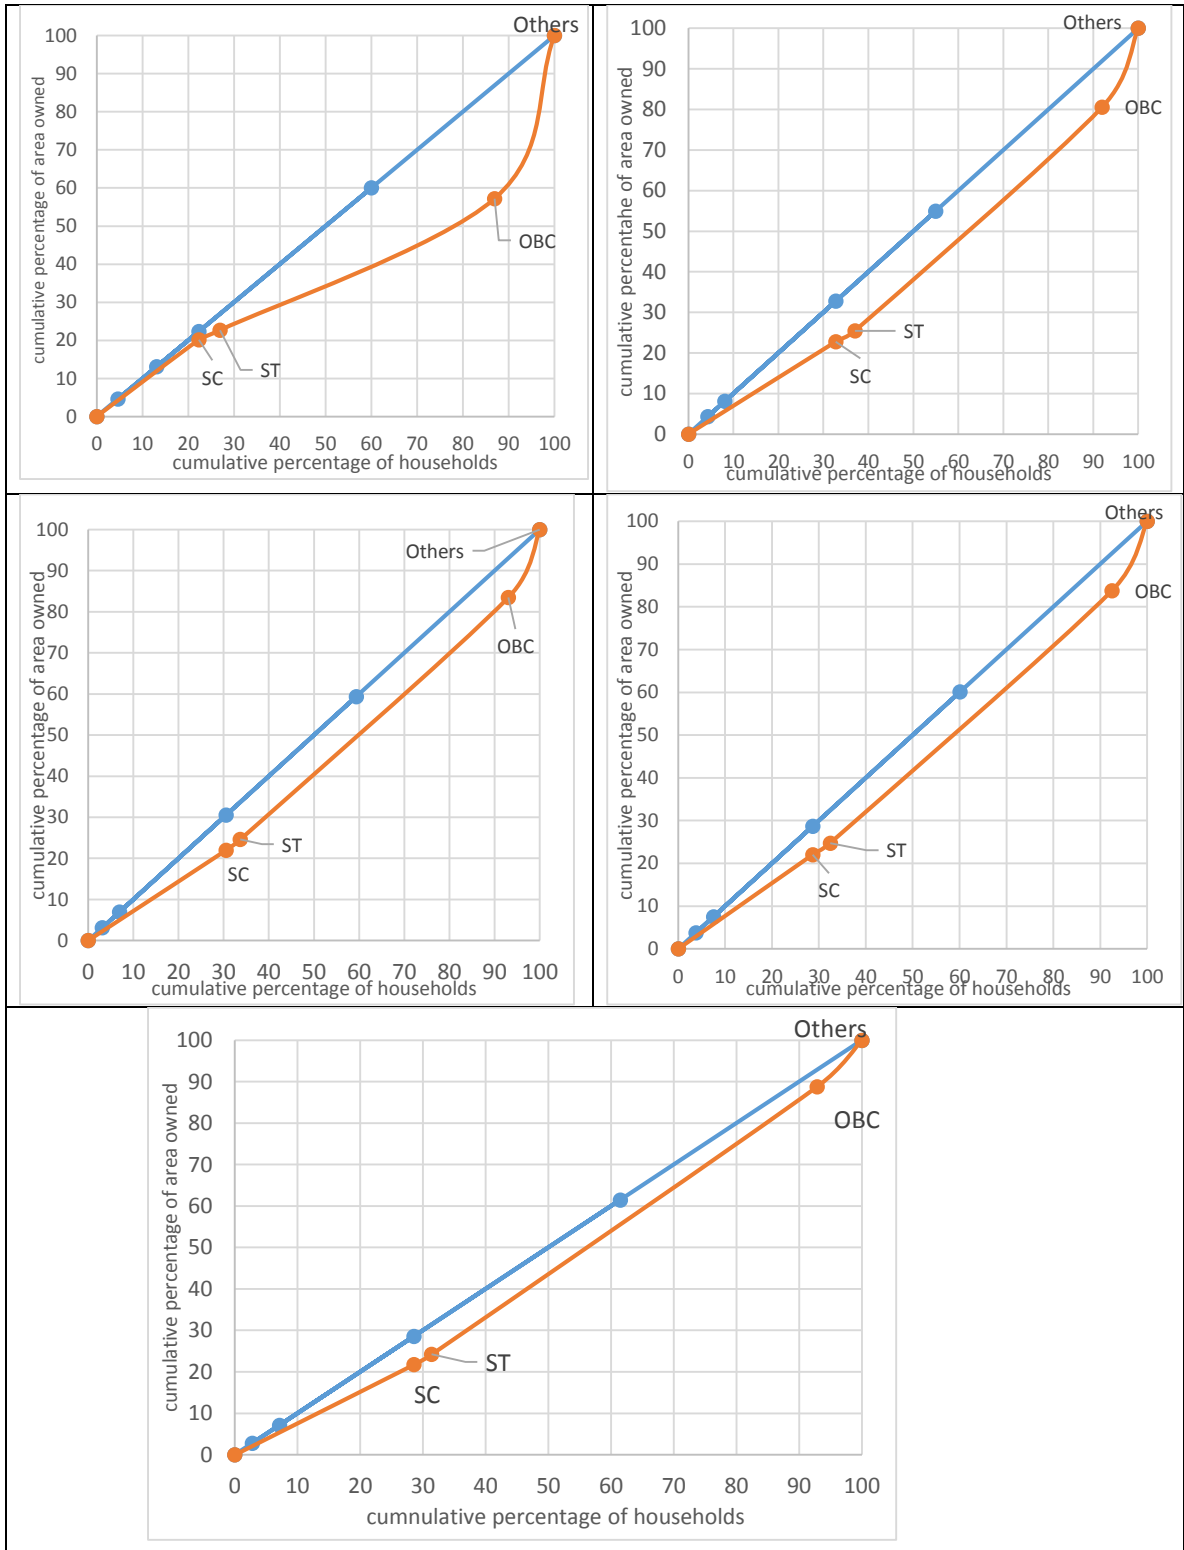 Others
100
90
80
70
60
50
40
30
20
10
0
cumulative percentage of area owned
OBC
SC
ST
0 10 20 30 40 50 60 70 80 90 100
cumulative percentage of households
Others
100
90
80
70
60
50
40
30
20
10
0
cumulative percentahe of area owned
OBC
ST
SC
0 10 20 30 40 50 60 70 80 90 100
cumulative percentage of households
100
90
80
70
60
50
40
30
20
10
0
cumulative percentage of area owned
Others
OBC
ST
SC
0 10 20 30 40 50 60 70 80 90 100
cumulative percentage of households
Others
100
90
80
70
60
50
40
30
20
10
0
cumulative percentage of area owned
OBC
ST
SC
0 10 20 30 40 50 60 70 80 90 100
cumulative percentage of households
Others
100
90
80
70
60
50
40
30
20
10
0
cumulative percentage of area owned
OBC
ST
SC
0 10 20 30 40 50 60 70 80 90 100
cumnulative percentage of households